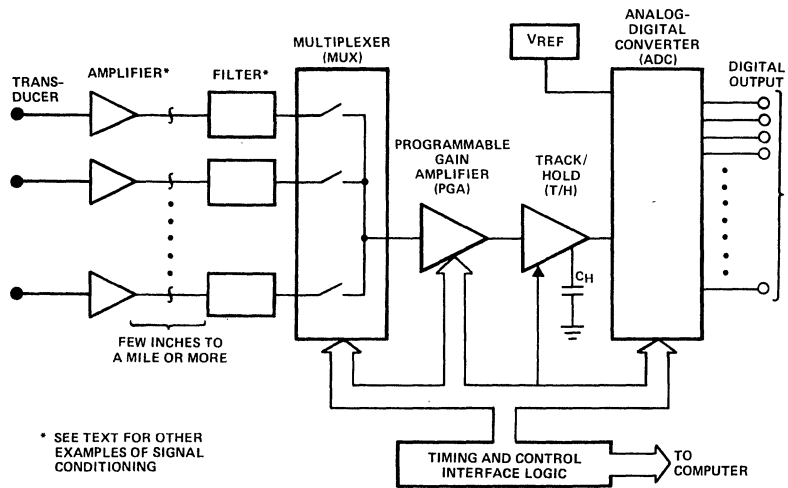 TRANS-
DUCER
AMPLIFIER*
FILTER*
MULTIPLEXER
(MUX)
PROGRAMMABLE
GAIN
AMPLIFIER
(PGA)
TRACK/
HOLD
(T/H)
VREF
ANALOG-
DIGITAL
CONVERTER
(ADC)
DIGITAL
OUTPUT
CH
FEW INCHES TO
A MILE OR MORE
* SEE TEXT FOR OTHER
EXAMPLES OF SIGNAL
CONDITIONING
TIMING AND CONTROL
INTERFACE LOGIC
TO
COMPUTER